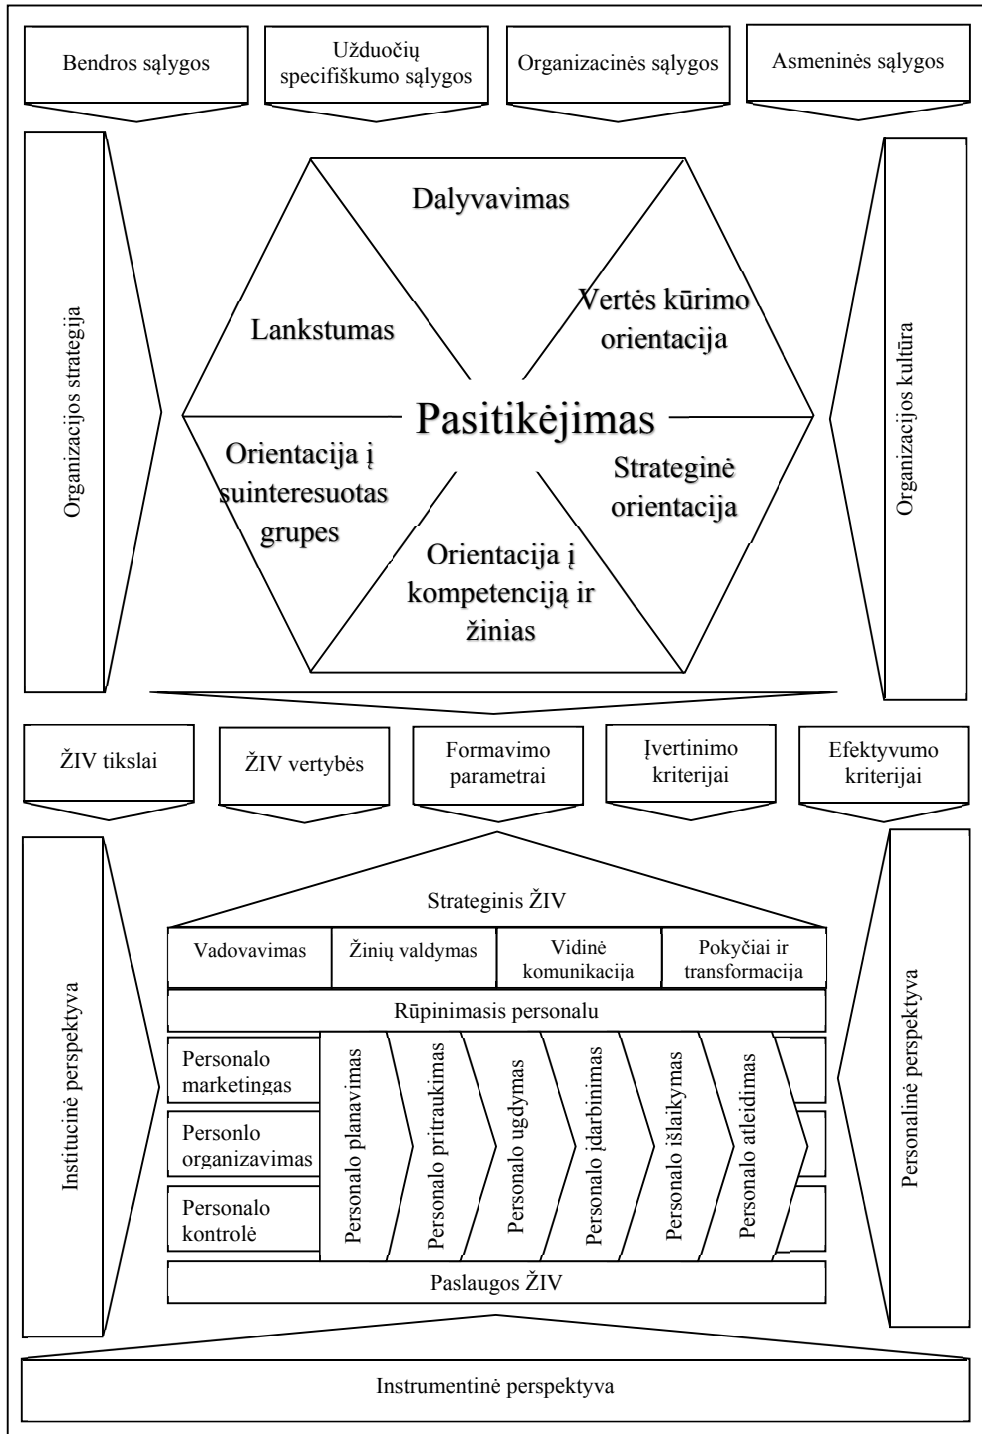 Bendros sąlygos
Užduočių
specifiškumo sąlygos
Organizacinės sąlygos
Asmeninės sąlygos
Organizacijos strategija
Dalyvavimas
Lankstumas
Vertės kūrimo
orientacija
Pasitikėjimas
Orientacija į
suinteresuotas
grupes
Strateginė
orientacija
Orientacija į
kompetenciją ir
žinias
Organizacijos kultūra
ŽIV tikslai
ŽIV vertybės
Formavimo
parametrai
Įvertinimo
kriterijai
Efektyvumo
kriterijai
Institucinė perspektyva
Strateginis ŽIV
Vadovavimas
Žinių valdymas
Vidinė
komunikacija
Pokyčiai ir
transformacija
Rūpinimasis personalu
Personalo
marketingas
Personlo
organizavimas
Personalo
kontrolė
Personalo planavimas
Personalo pritraukimas
Personalo ugdymas
Personalo įdarbinimas
Personalo išlaikymas
Personalo atleidimas
Paslaugos ŽIV
Personalinė perspektyva
Instrumentinė perspektyva